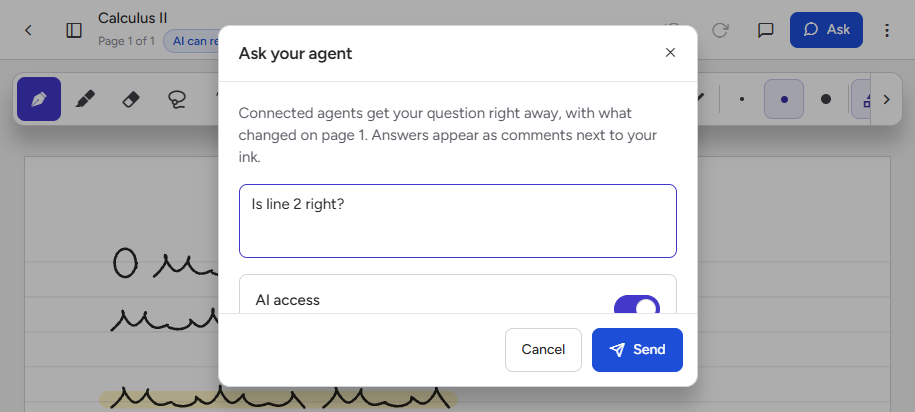 Calculus II
Page 1 of 1
AI can re
Ask
Ask your agent
Connected agents get your question right away, with what
changed on page 1. Answers appear as comments next to your
ink.
Is line 2 right?
AI access
Cancel
Send